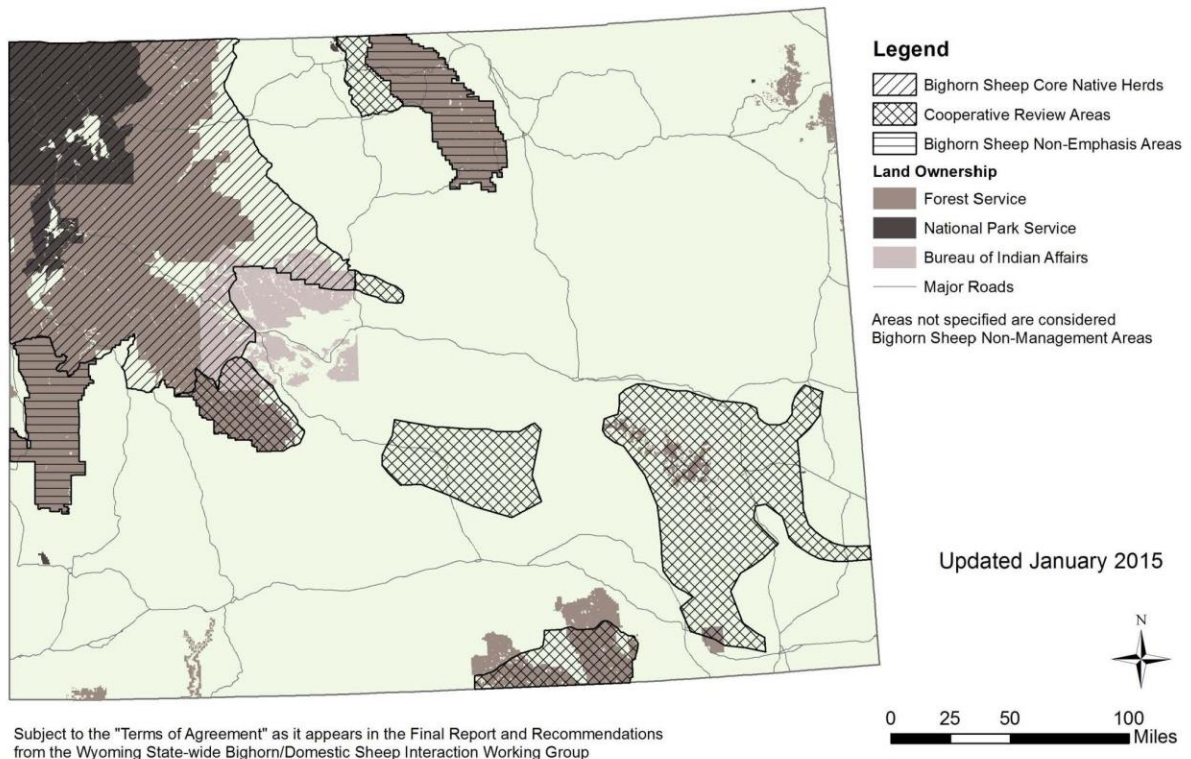 Legend
Bighorn Sheep Core Native Herds
Cooperative Review Areas
Bighorn Sheep Non-Emphasis Areas
Land Ownership
Forest Service
National Park Service
Bureau of Indian Affairs
Major Roads
Areas not specified are considered
Bighorn Sheep Non-Management Areas
Updated January 2015
N
0 25 50 100
Miles
Subject to the "Terms of Agreement" as it appears in the Final Report and Recommendations
from the Wyoming State-wide Bighorn/Domestic Sheep Interaction Working Group